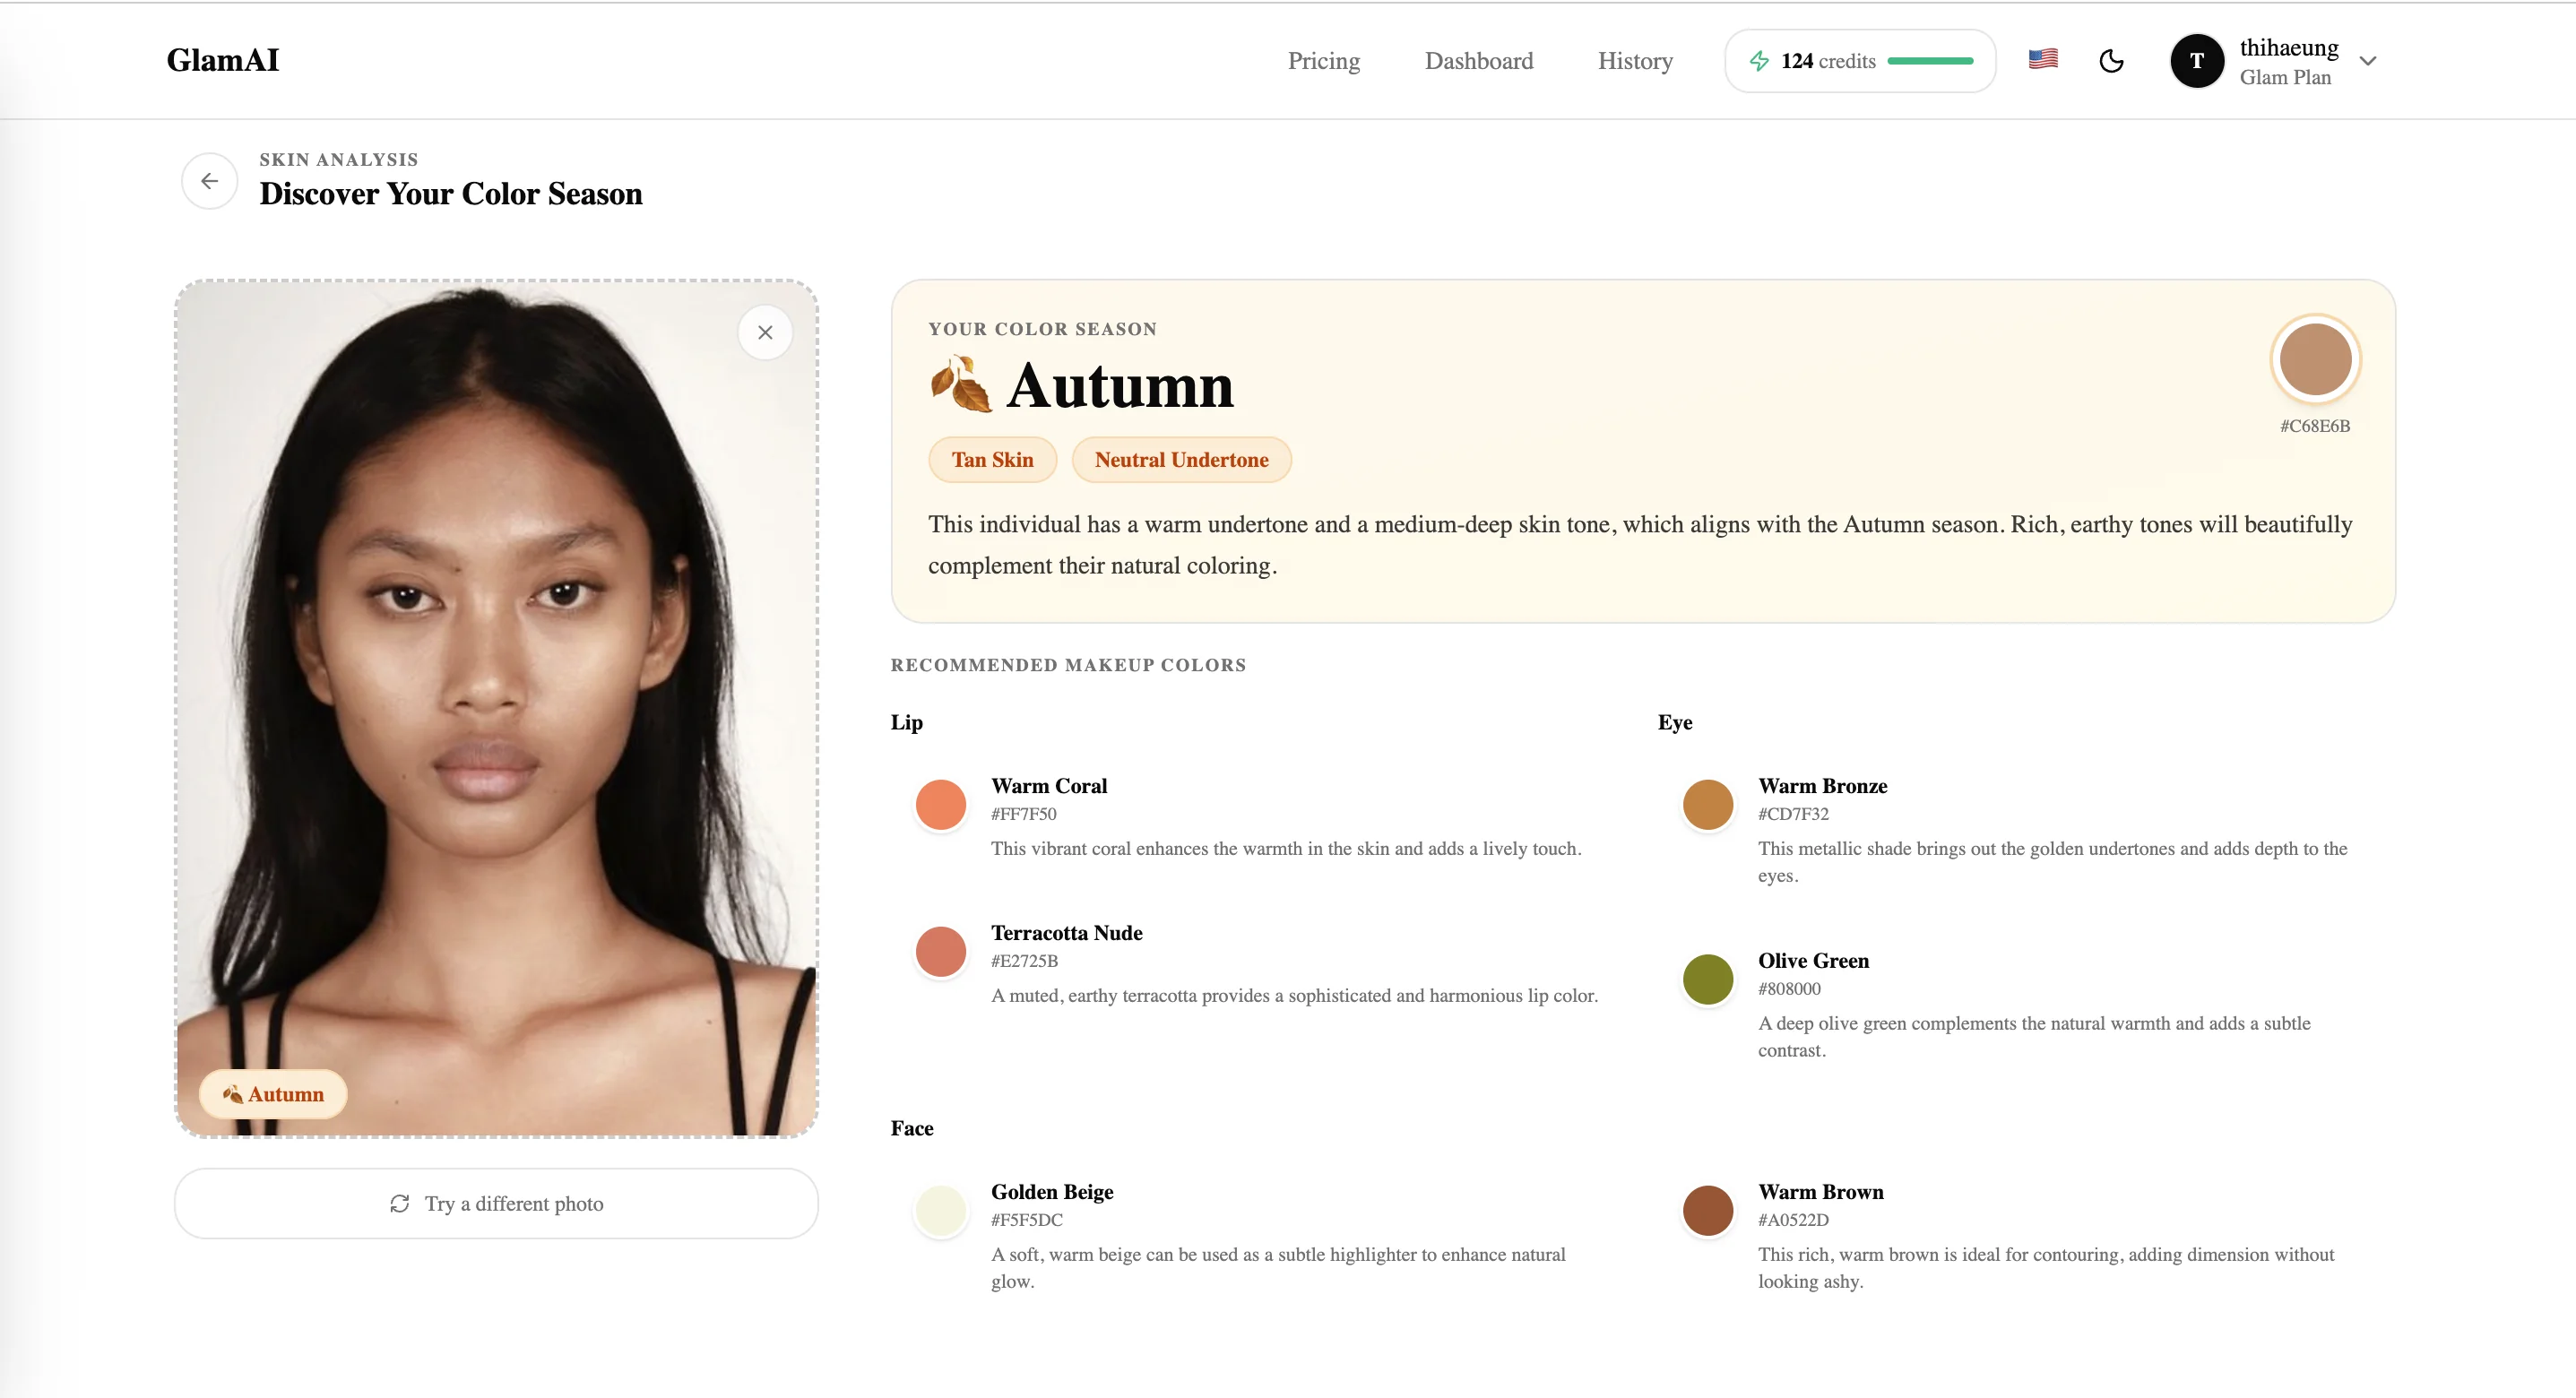 GlamAI
Pricing
Dashboard
History
124 credits
T
thihaeung
Glam Plan
SKIN ANALYSIS
Discover Your Color Season
Autumn
Try a different photo
YOUR COLOR SEASON
Autumn
#C68E6B
Tan Skin
Neutral Undertone
This individual has a warm undertone and a medium-deep skin tone, which aligns with the Autumn season. Rich, earthy tones will beautifully
complement their natural coloring.
RECOMMENDED MAKEUP COLORS
Lip
Warm Coral
#FF7F50
This vibrant coral enhances the warmth in the skin and adds a lively touch.
Terracotta Nude
#E2725B
A muted, earthy terracotta provides a sophisticated and harmonious lip color.
Eye
Warm Bronze
#CD7F32
This metallic shade brings out the golden undertones and adds depth to the
eyes.
Olive Green
#808000
A deep olive green complements the natural warmth and adds a subtle
contrast.
Face
Golden Beige
#F5F5DC
A soft, warm beige can be used as a subtle highlighter to enhance natural
glow.
Warm Brown
#A0522D
This rich, warm brown is ideal for contouring, adding dimension without
looking ashy.